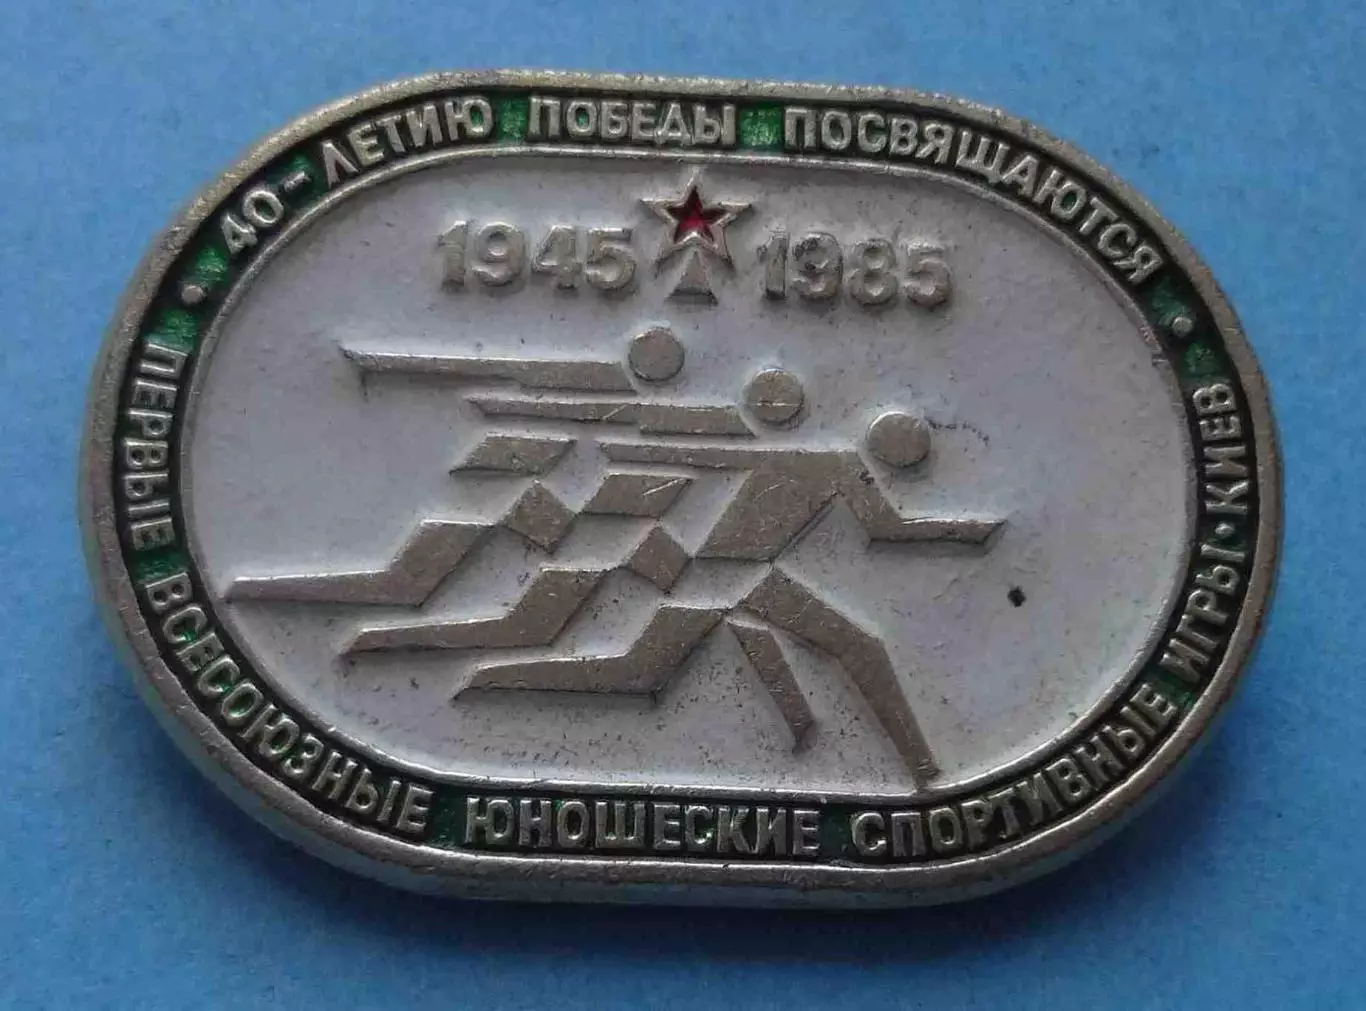 40-ЛЕТИЮ ПОБЕДЫ ПОСВЯЩАЮТСЯ
1945 1985
ПЕРВЫЕ ВСЕСОЮЗНЫЕ ЮНОШЕСКИЕ СПОРТИВНЫЕ ИГРЫ·КИЕВ